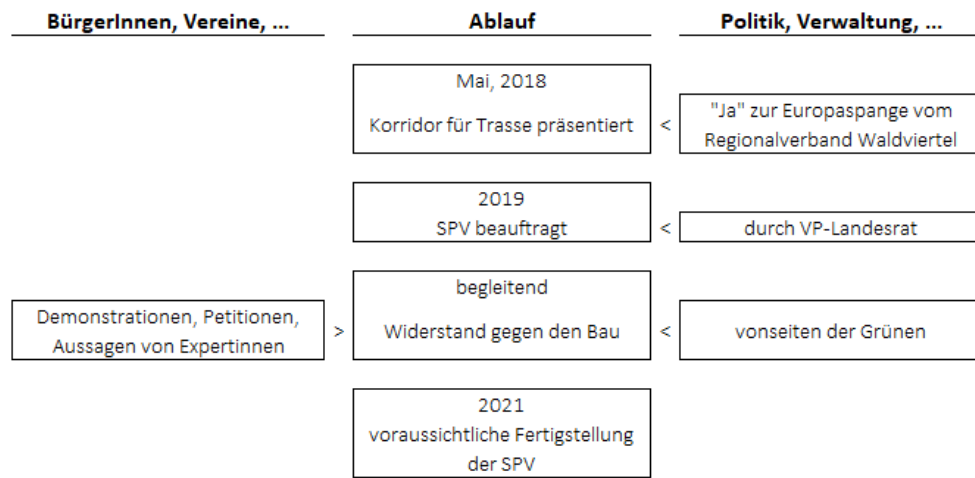 BürgerInnen, Vereine, ...
Ablauf
Politik, Verwaltung, ...
Mai, 2018
Korridor für Trasse präsentiert
<
"Ja" zur Europaspange vom
Regionalverband Waldviertel
2019
SPV beauftragt
<
durch VP-Landesrat
Demonstrationen, Petitionen,
Aussagen von Expertinnen
>
begleitend
Widerstand gegen den Bau
<
vonseiten der Grünen
2021
voraussichtliche Fertigstellung
der SPV